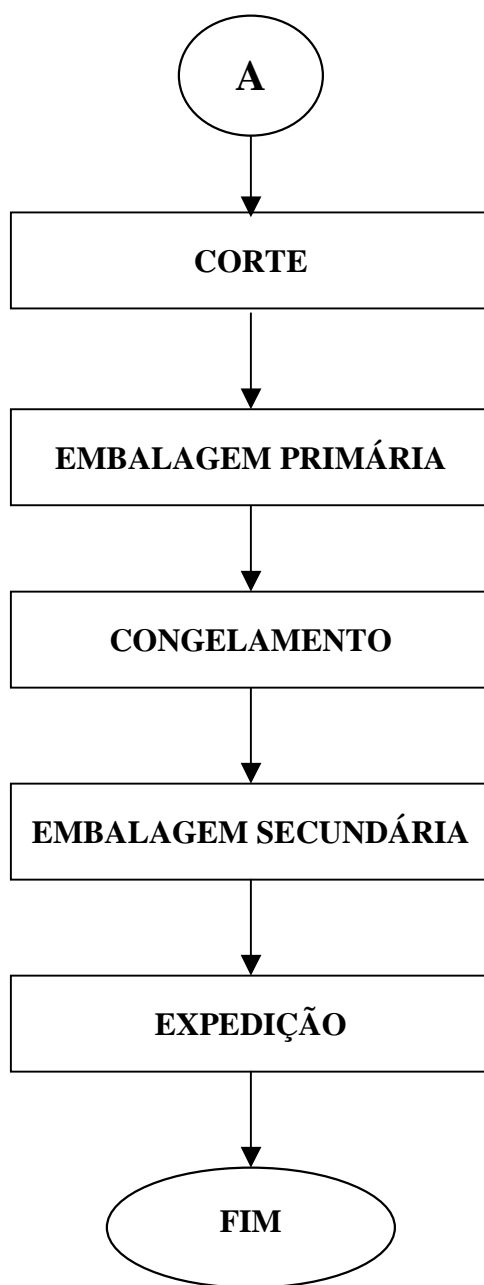 A
CORTE
EMBALAGEM PRIMÁRIA
CONGELAMENTO
EMBALAGEM SECUNDÁRIA
EXPEDIÇÃO
FIM